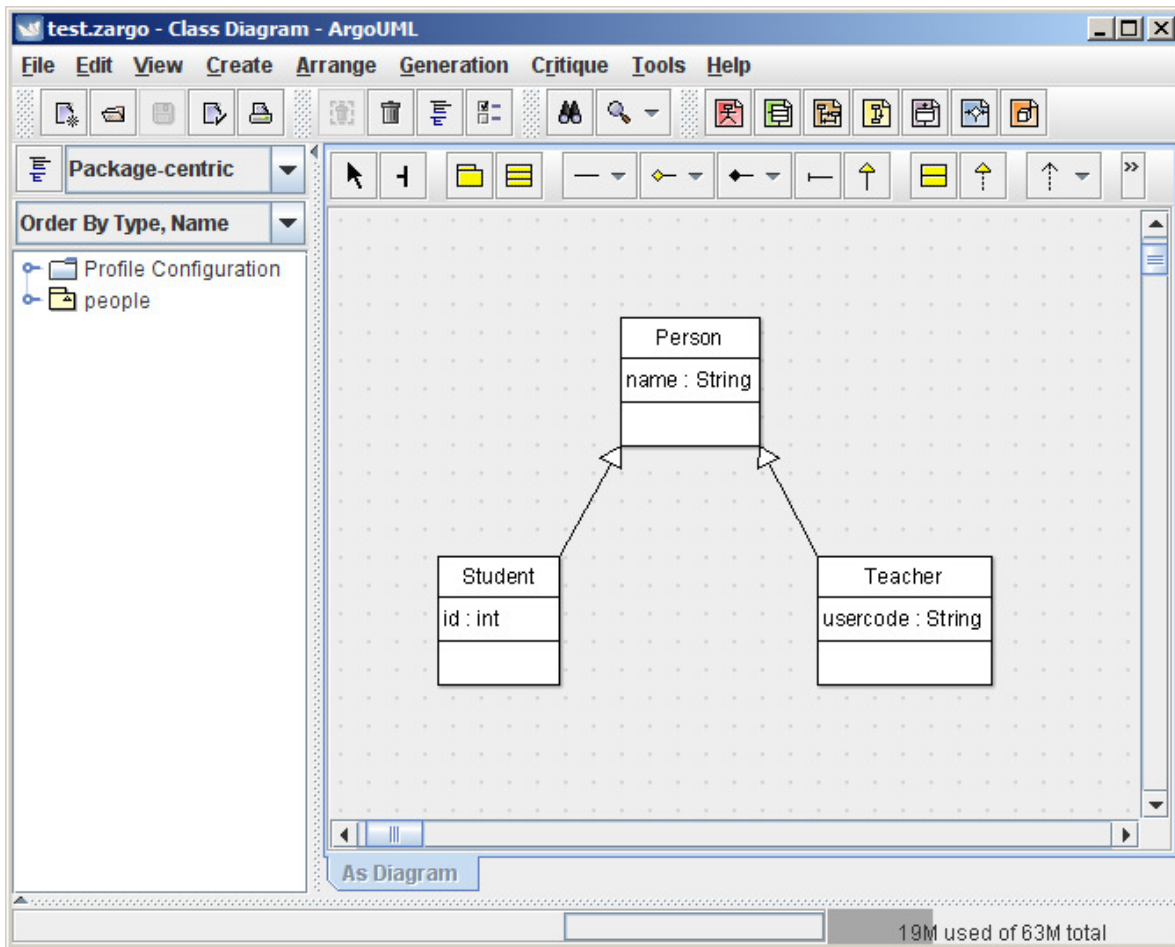 test.zargo - Class Diagram - ArgoUML
File Edit View Create Arrange Generation Critique Tools Help
Package-centric
Order By Type, Name
Profile Configuration
people
Person
name : String
Student
id : int
Teacher
usercode : String
As Diagram
19M used of 63M total